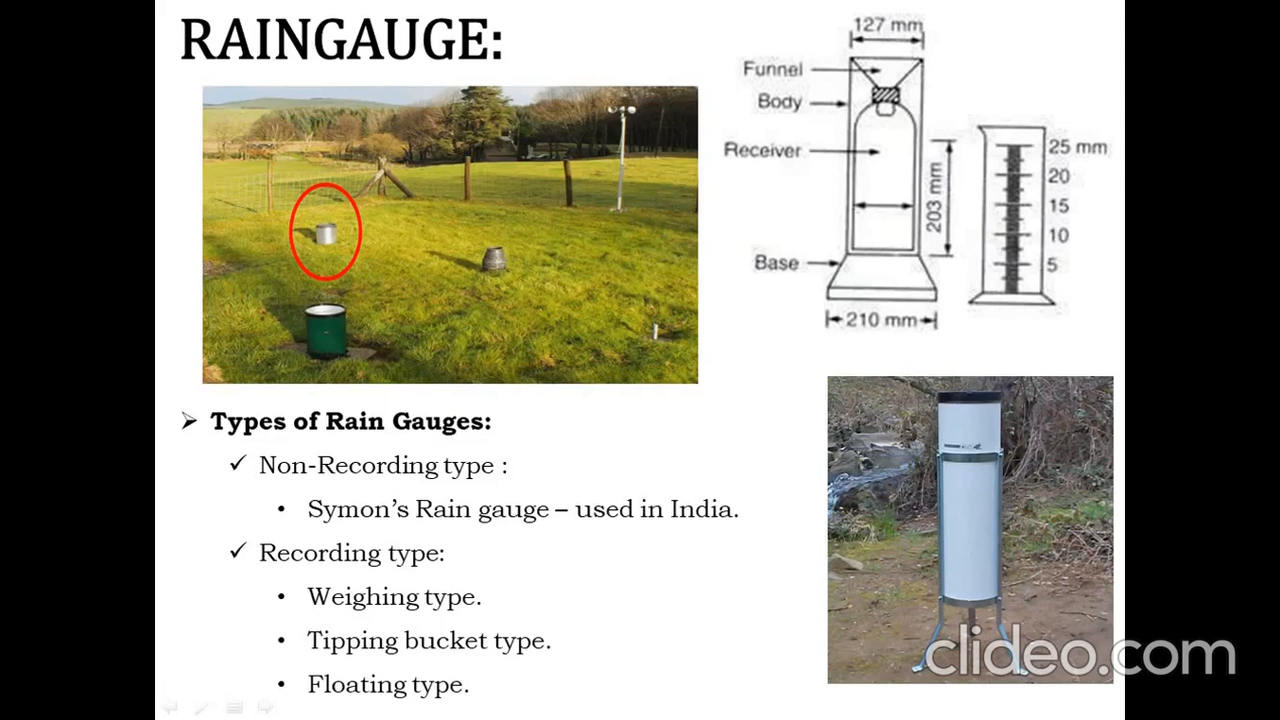 RAINGAUGE:
127 mm
Funnel
Body
Receiver
203 mm
Base
210 mm
25 mm
20
15
10
5
Types of Rain Gauges:
Non-Recording type :
Symon’s Rain gauge – used in India.
Recording type:
Weighing type.
Tipping bucket type.
Floating type.
clideo.com